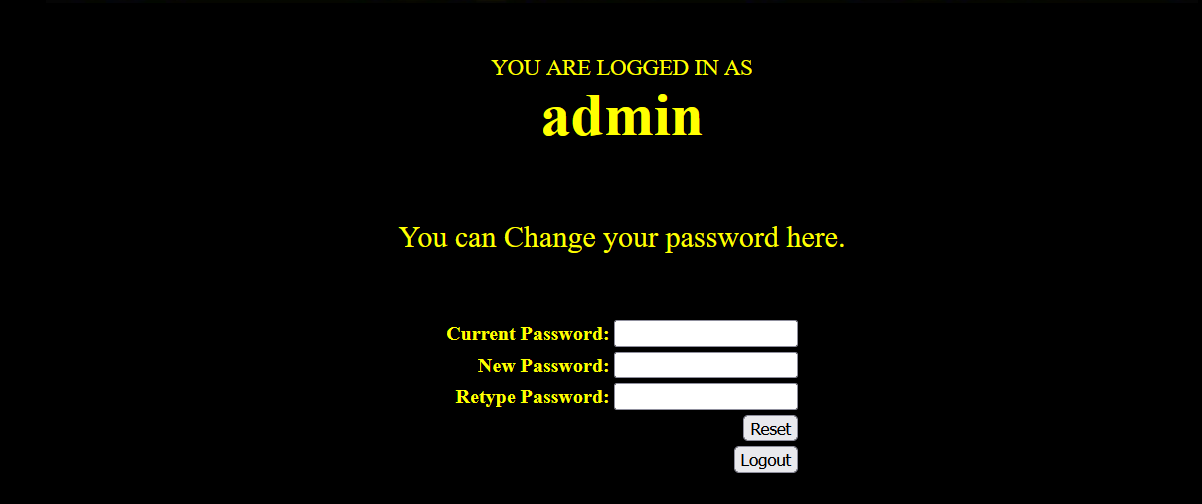 YOU ARE LOGGED IN AS
admin
You can Change your password here.
Current Password:
New Password:
Retype Password:
Reset
Logout